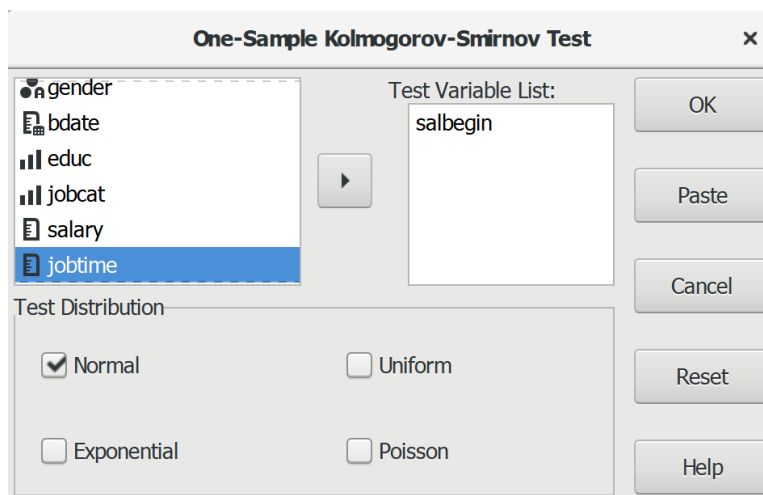 One-Sample Kolmogorov-Smirnov Test
gender
bdate
educ
jobcat
salary
jobtime
Test Variable List:
salbegin
OK
Paste
Cancel
Reset
Help
Test Distribution
Normal
Uniform
Exponential
Poisson